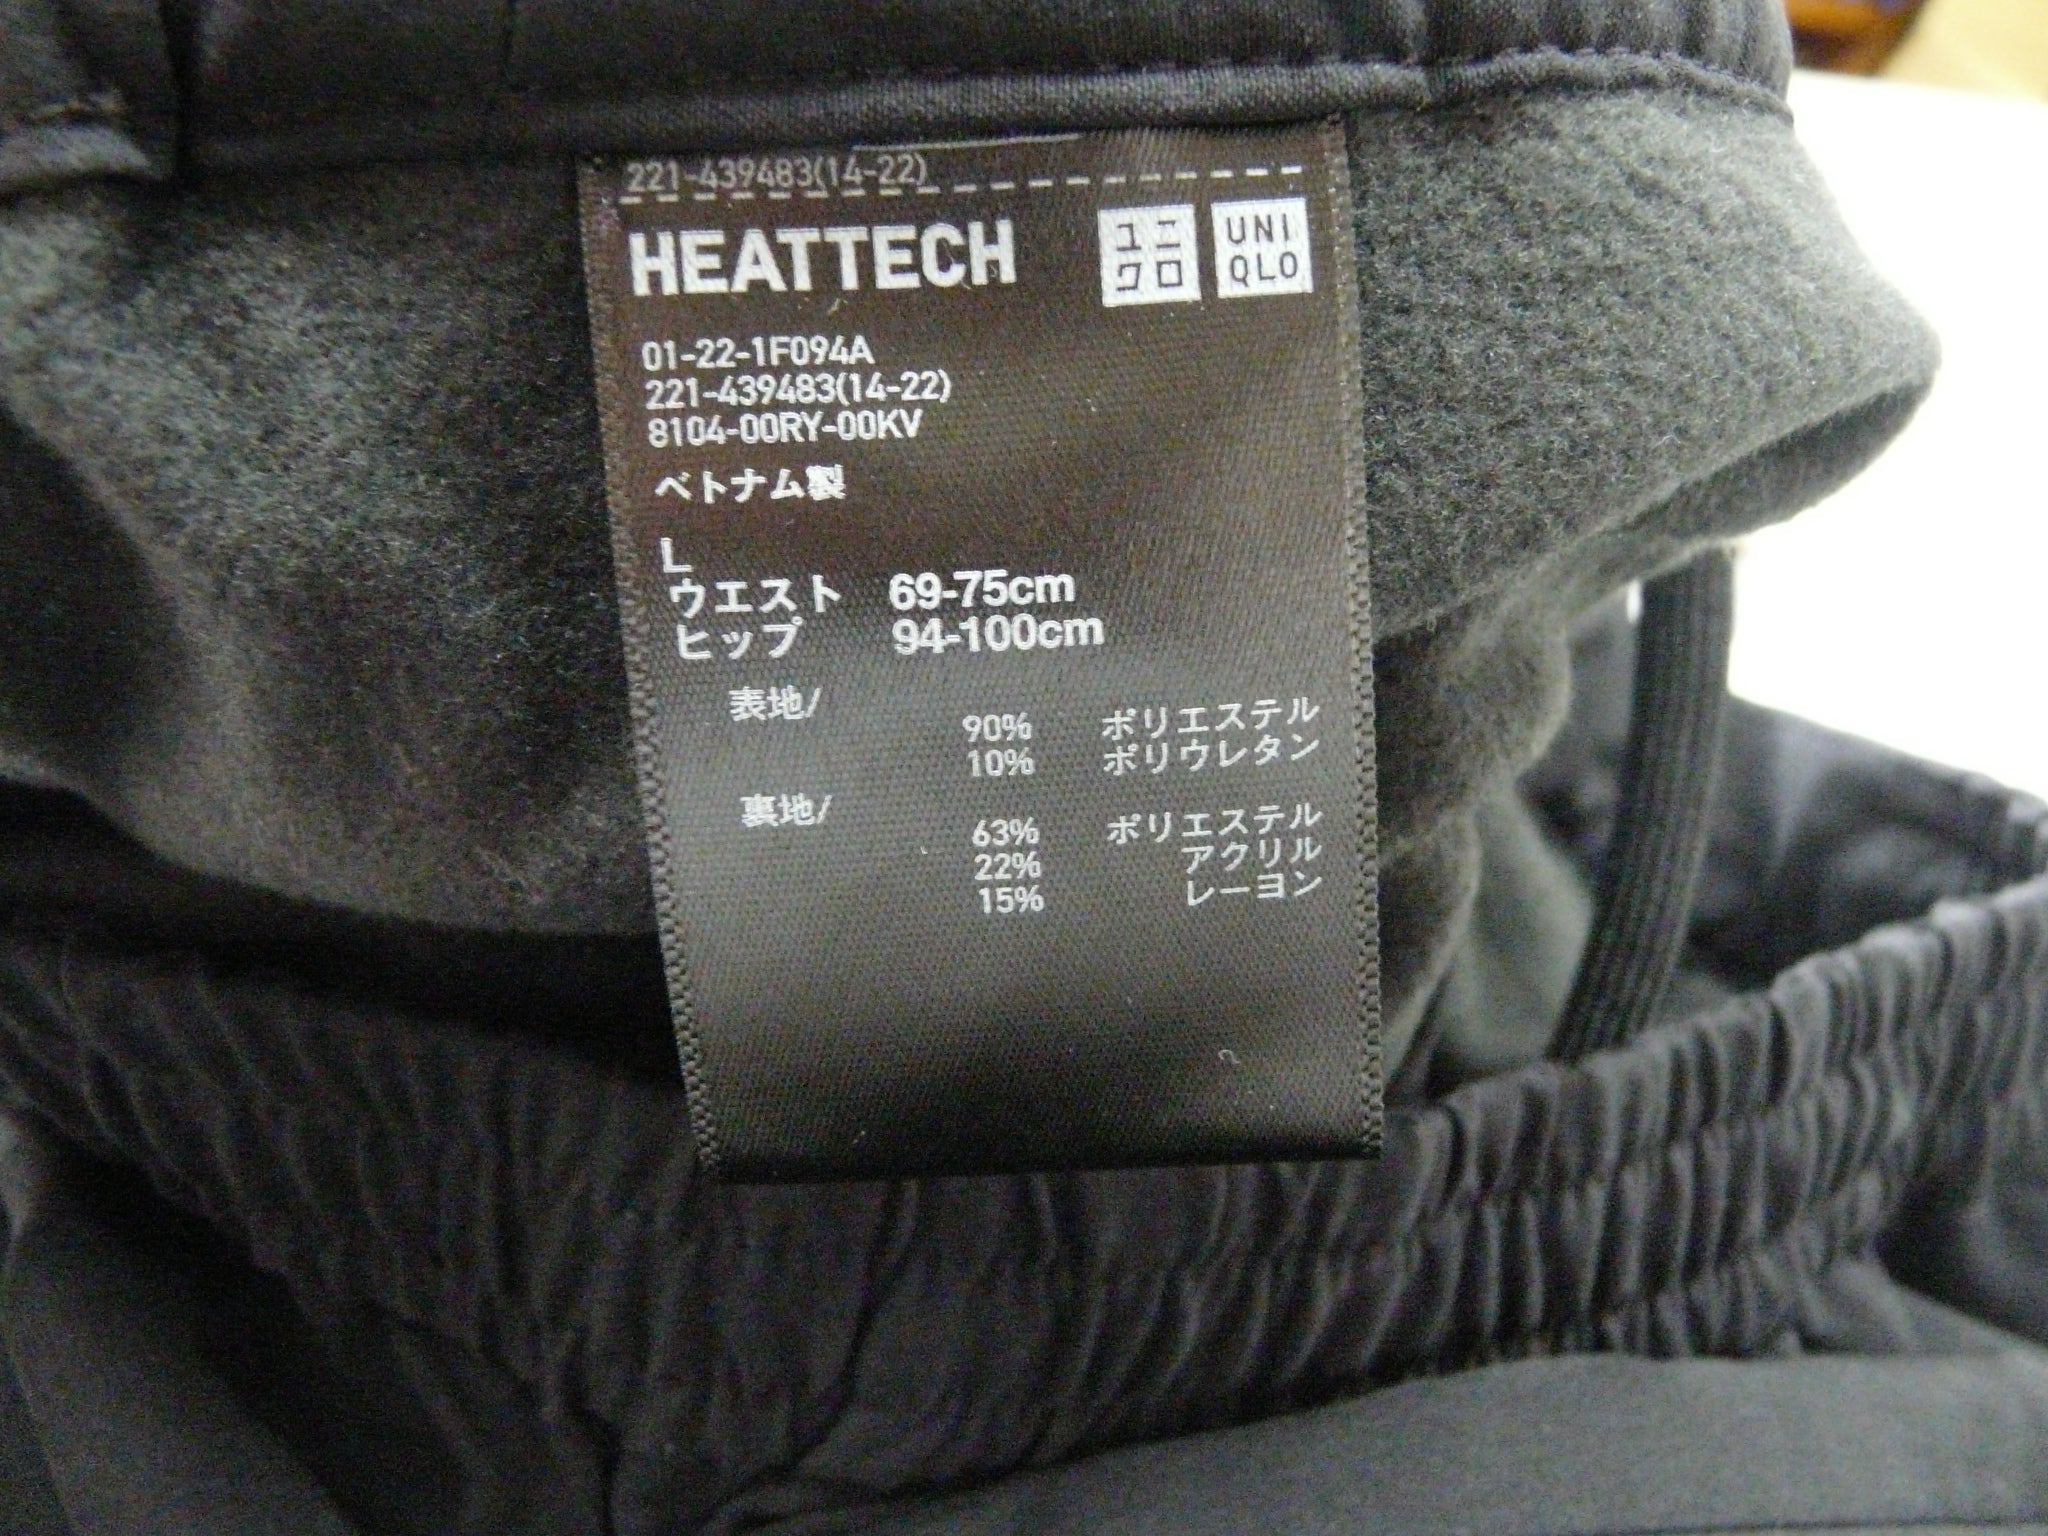 221-439483(14-22)
HEATTECH ユニクロ UNIQLO
01-22-1F094A
221-439483(14-22)
8104-00RY-00KV
ベトナム製
L
ウエスト 69-75cm
ヒップ 94-100cm
表地/
90% ポリエステル
10% ポリウレタン
裏地/
63% ポリエステル
22% アクリル
15% レーヨン